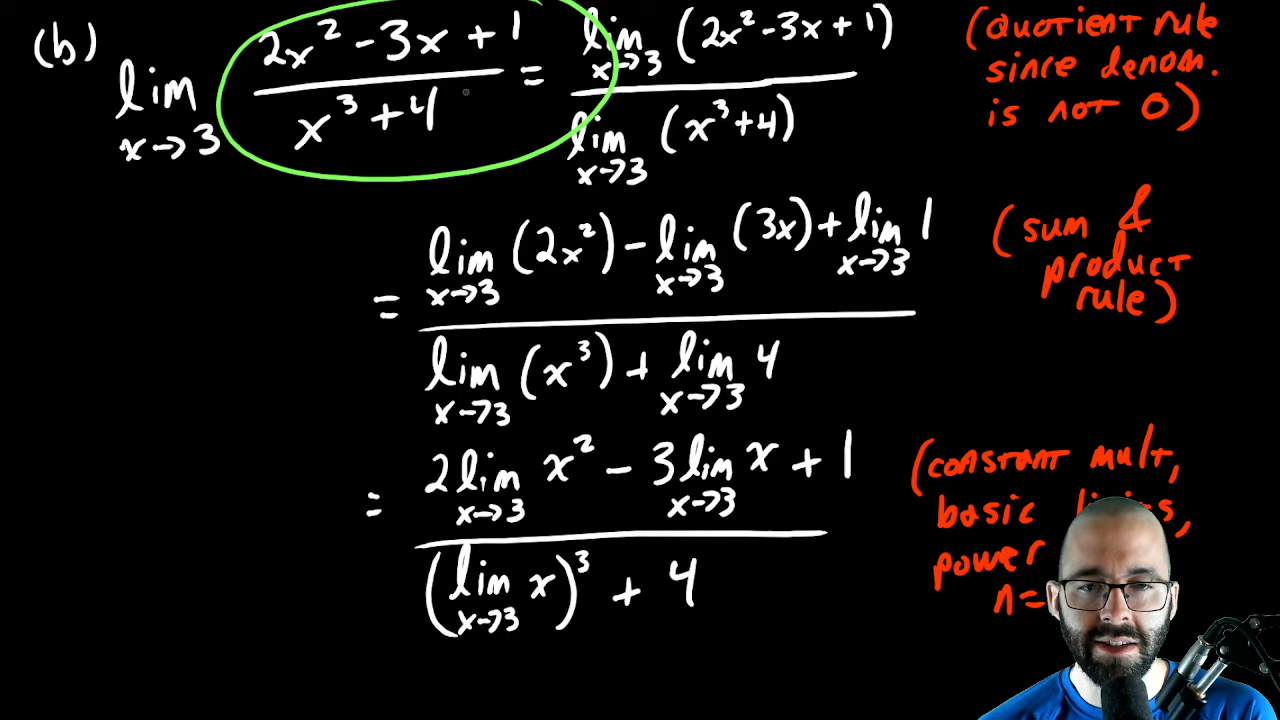 (b) lim x→3 (2x² - 3x + 1)/(x³ + 4) = lim x→3 (2x² - 3x + 1) / lim x→3 (x³ + 4)
(quotient rule
since denom.
is not 0)
= (lim x→3 (2x²) - lim x→3 (3x) + lim x→3 1) / (lim x→3 (x³) + lim x→3 4)
(sum &
product
rule)
= (2 lim x→3 x² - 3 lim x→3 x + 1) / ((lim x→3 x)³ + 4)
(constant mult,
basic
power
n=